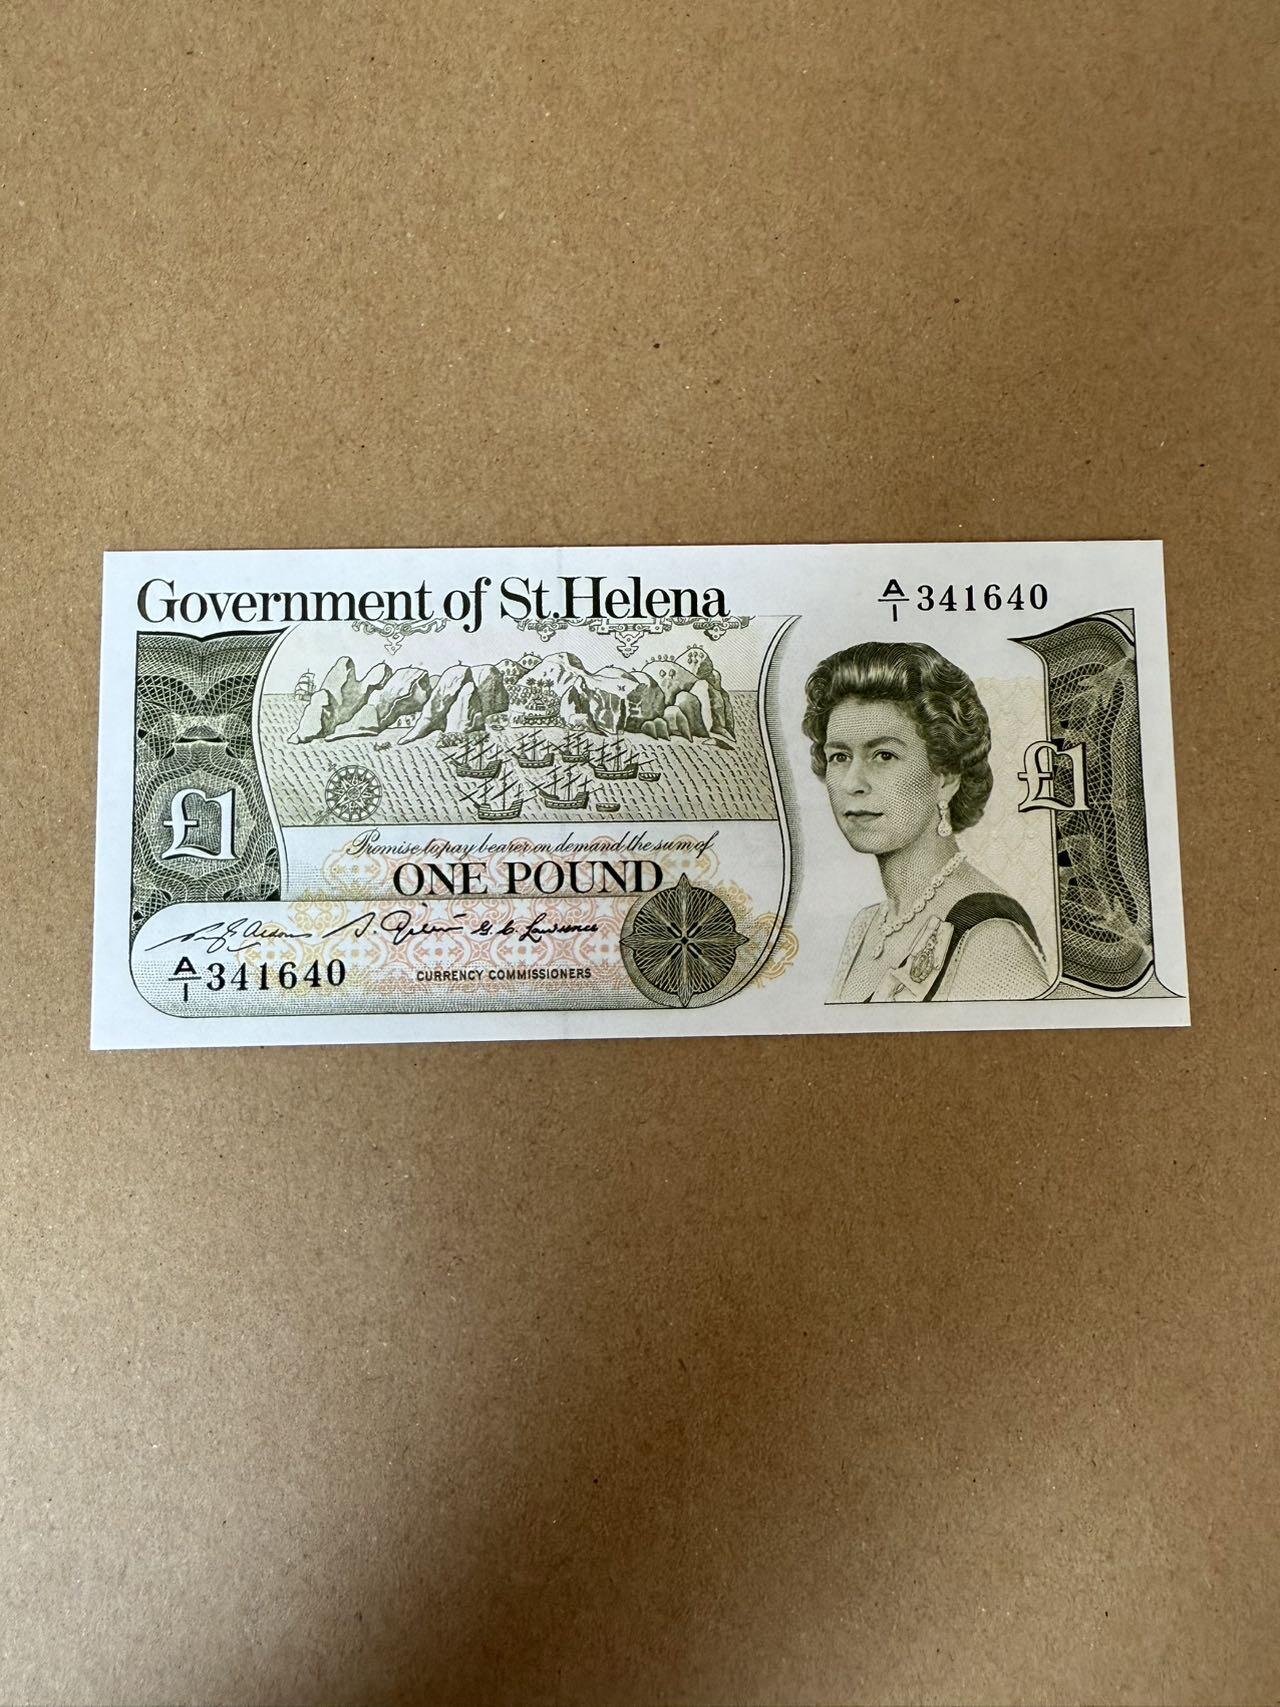 Government of St.Helena
A/1 341640
£1
£1
Promise to pay bearer on demand the sum of
ONE POUND
G. C. Lawrence
A/1 341640
CURRENCY COMMISSIONERS